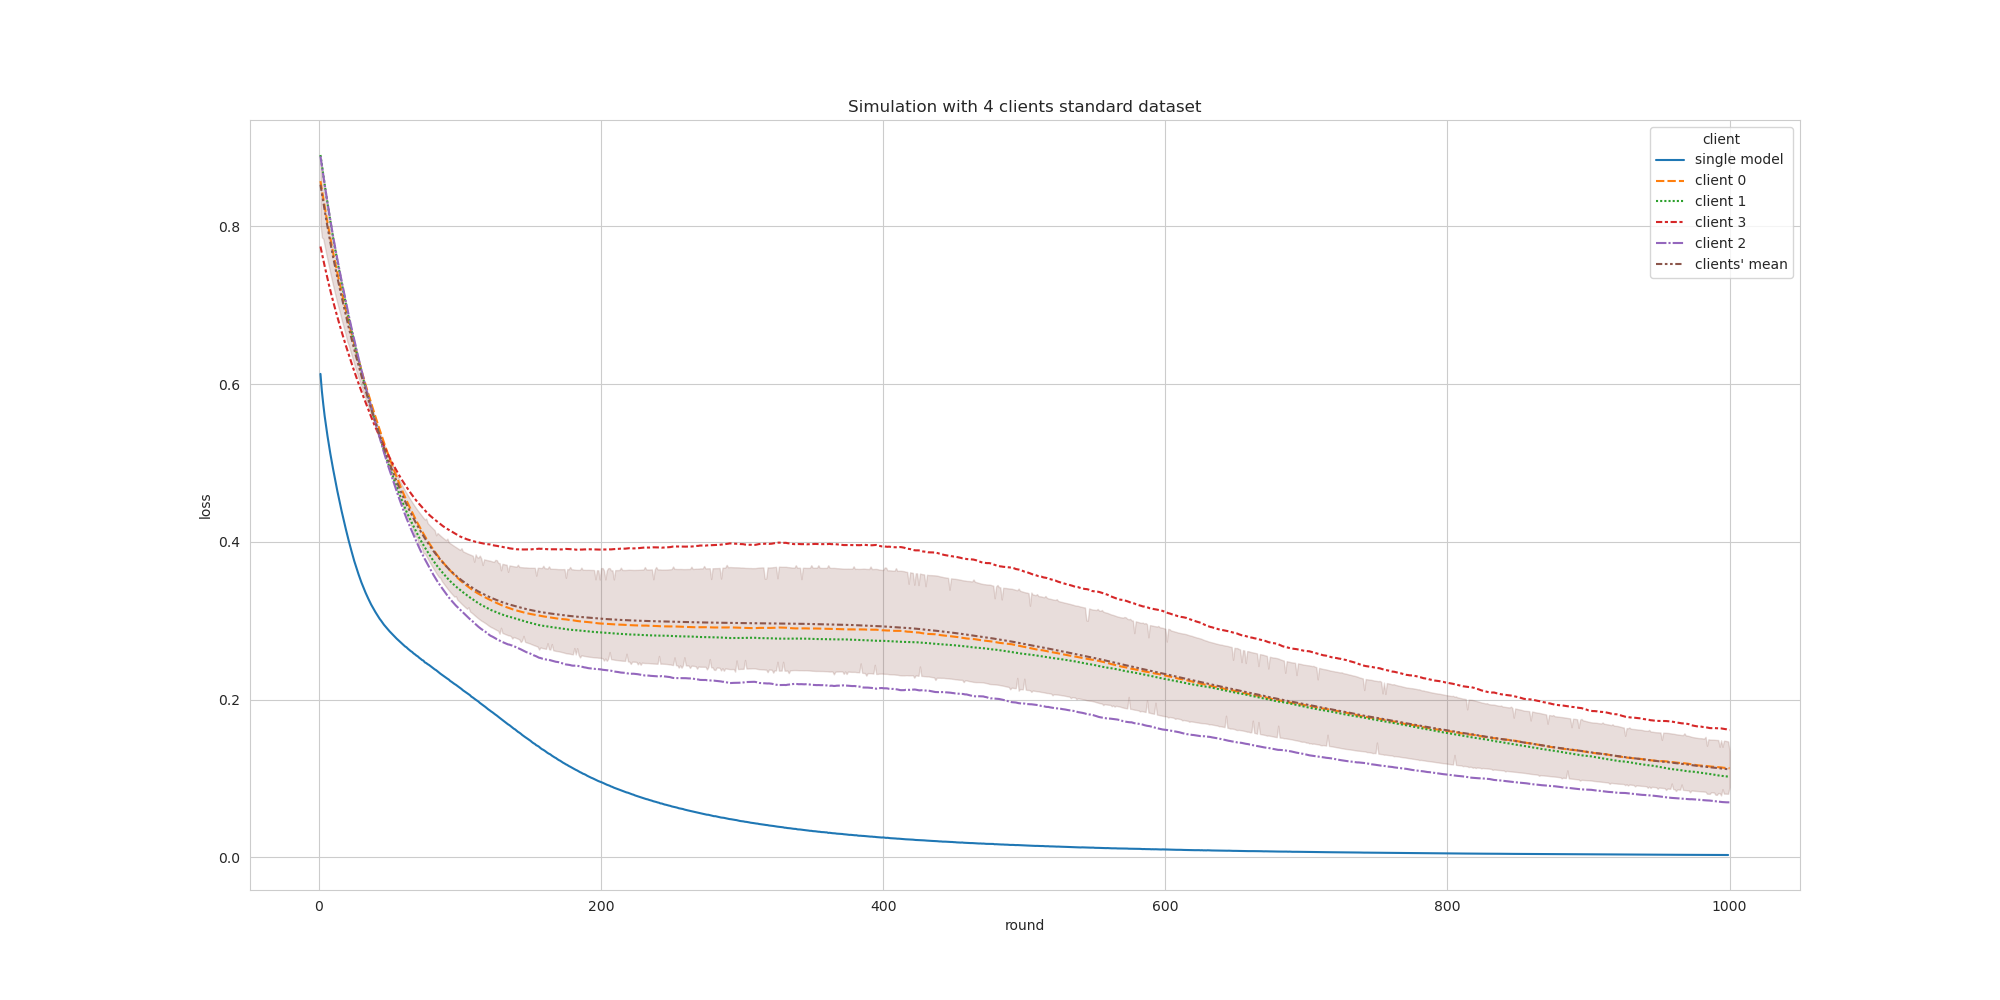 Simulation with 4 clients standard dataset
client
single model
client 0
client 1
client 3
client 2
clients' mean
loss
0.8
0.6
0.4
0.2
0.0
0 200 400 600 800 1000
round